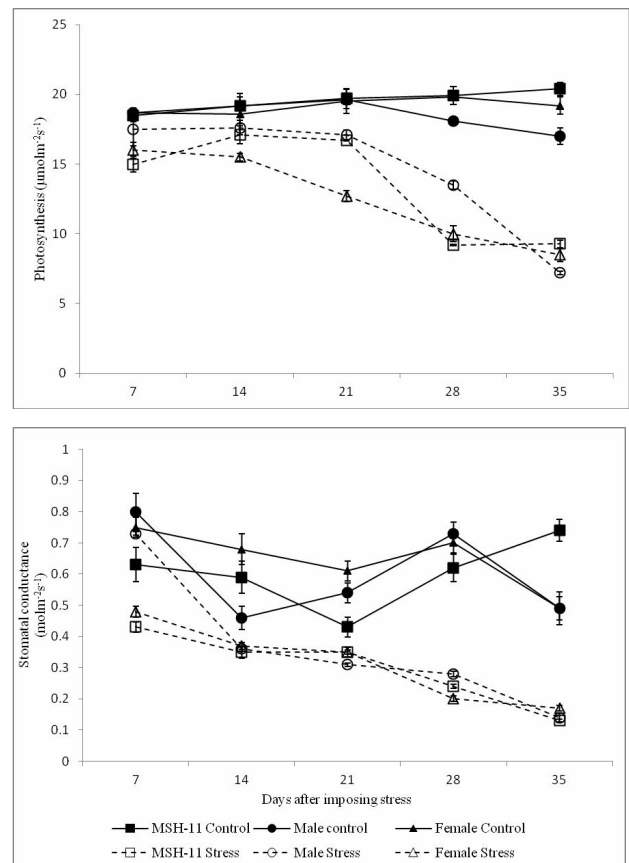 25
20
15
10
5
0
Photosynthesis (µmolm⁻²s⁻¹)
7 14 21 28 35
1
0.9
0.8
0.7
0.6
0.5
0.4
0.3
0.2
0.1
0
Stomatal conductance
(molm⁻²s⁻¹)
7 14 21 28 35
Days after imposing stress
MSH-11 Control Male control Female Control
MSH-11 Stress Male Stress Female Stress